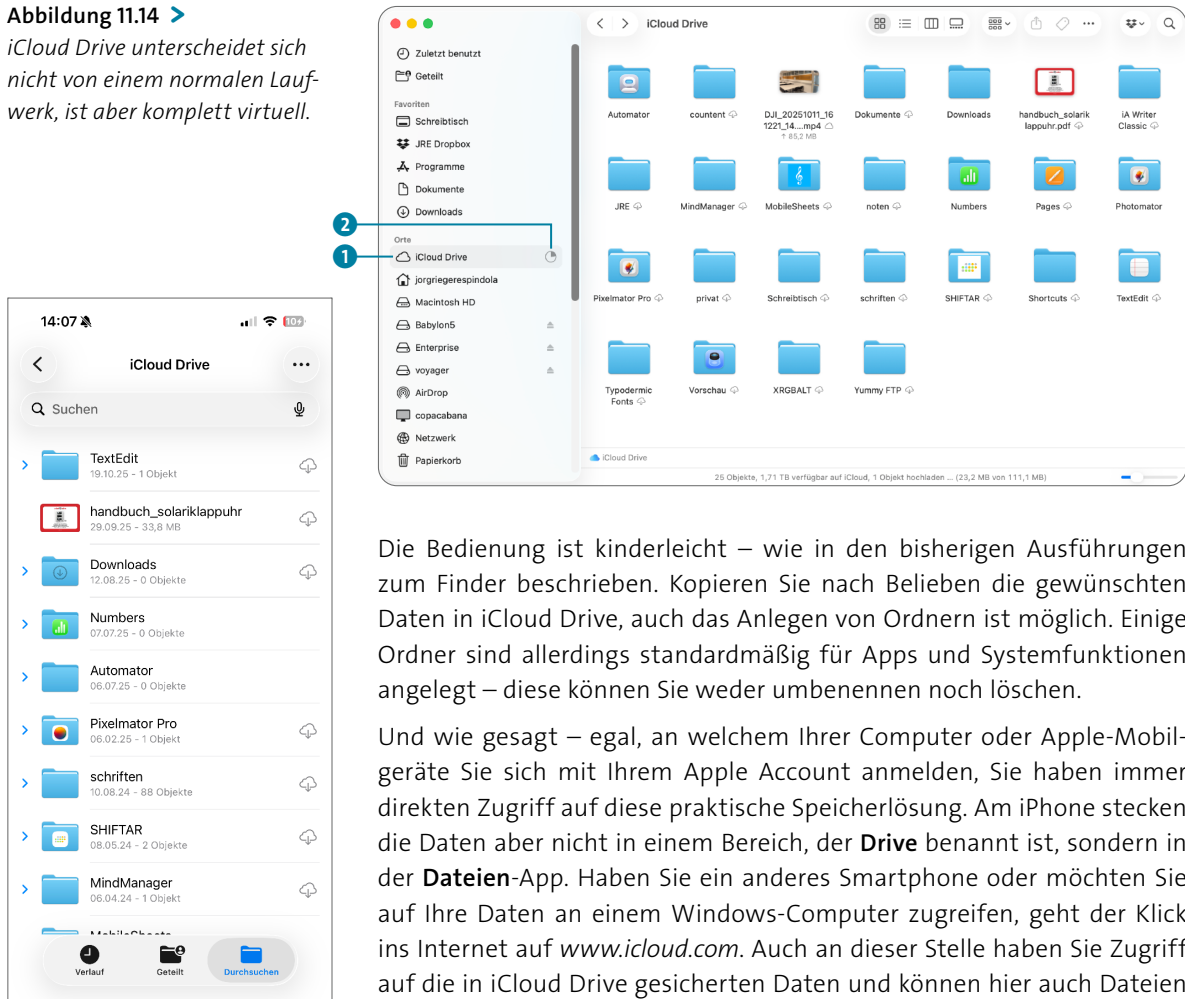 Abbildung 11.14 >
iCloud Drive unterscheidet sich
nicht von einem normalen Lauf-
werk, ist aber komplett virtuell.
Zuletzt benutzt
Geteilt
Favoriten
Schreibtisch
JRE Dropbox
Programme
Dokumente
Downloads
Orte
iCloud Drive
jorgriegerespindola
Macintosh HD
Babylon5
Enterprise
voyager
AirDrop
copacabana
Netzwerk
Papierkorb
2
1
iCloud Drive
Automator
countent
DJI_20251011_16
1221_14....mp4
↑ 85,2 MB
Dokumente
Downloads
handbuch_solarik
lappuhr.pdf
iA Writer
Classic
JRE
MindManager
MobileSheets
noten
Numbers
Pages
Photomator
Pixelmator Pro
privat
Schreibtisch
schriften
SHIFTAR
Shortcuts
TextEdit
Typodermic
Fonts
Vorschau
XRGBALT
Yummy FTP
iCloud Drive
25 Objekte, 1,71 TB verfügbar auf iCloud, 1 Objekt hochladen ... (23,2 MB von 111,1 MB)
14:07
10
iCloud Drive
Suchen
TextEdit
19.10.25 - 1 Objekt
handbuch_solariklappuhr
29.09.25 - 33,8 MB
Downloads
12.08.25 - 0 Objekte
Numbers
07.07.25 - 0 Objekte
Automator
06.07.25 - 0 Objekte
Pixelmator Pro
06.02.25 - 1 Objekt
schriften
10.08.24 - 88 Objekte
SHIFTAR
08.05.24 - 2 Objekte
MindManager
06.04.24 - 1 Objekt
Verlauf
Geteilt
Durchsuchen
Die Bedienung ist kinderleicht – wie in den bisherigen Ausführungen
zum Finder beschrieben. Kopieren Sie nach Belieben die gewünschten
Daten in iCloud Drive, auch das Anlegen von Ordnern ist möglich. Einige
Ordner sind allerdings standardmäßig für Apps und Systemfunktionen
angelegt – diese können Sie weder umbenennen noch löschen.
Und wie gesagt – egal, an welchem Ihrer Computer oder Apple-Mobil-
geräte Sie sich mit Ihrem Apple Account anmelden, Sie haben immer
direkten Zugriff auf diese praktische Speicherlösung. Am iPhone stecken
die Daten aber nicht in einem Bereich, der Drive benannt ist, sondern in
der Dateien-App. Haben Sie ein anderes Smartphone oder möchten Sie
auf Ihre Daten an einem Windows-Computer zugreifen, geht der Klick
ins Internet auf www.icloud.com. Auch an dieser Stelle haben Sie Zugriff
auf die in iCloud Drive gesicherten Daten und können hier auch Dateien